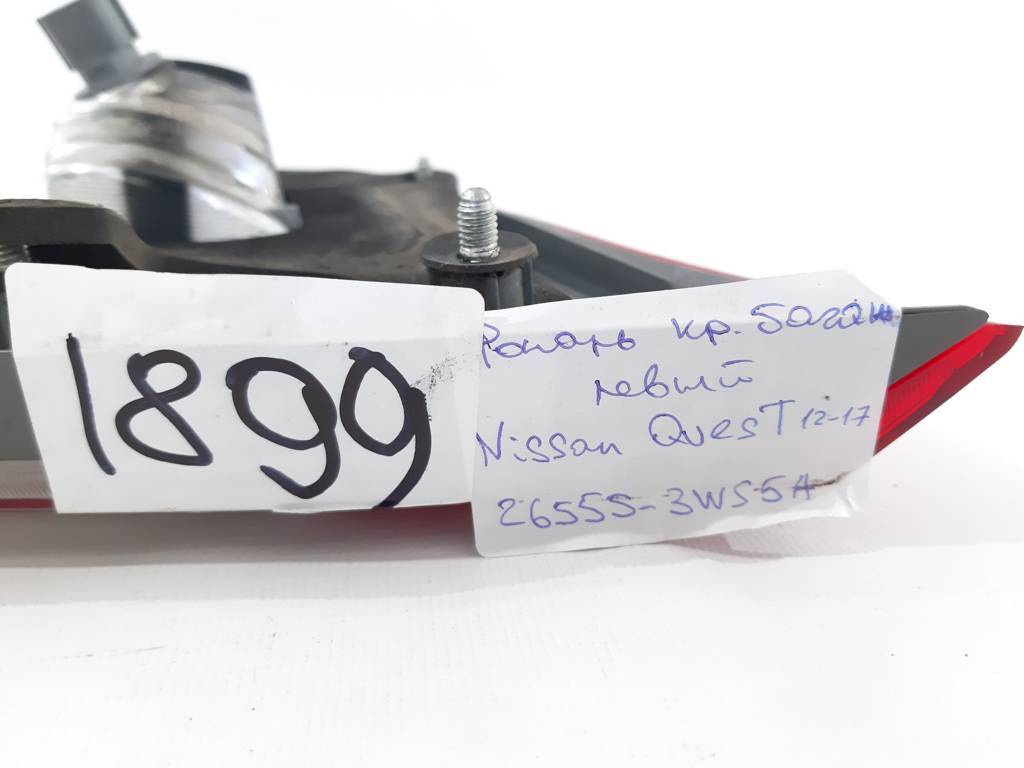 1899
Фонарь кр. багаж
левый
Nissan QuesT 12-17
26555-3WS5A